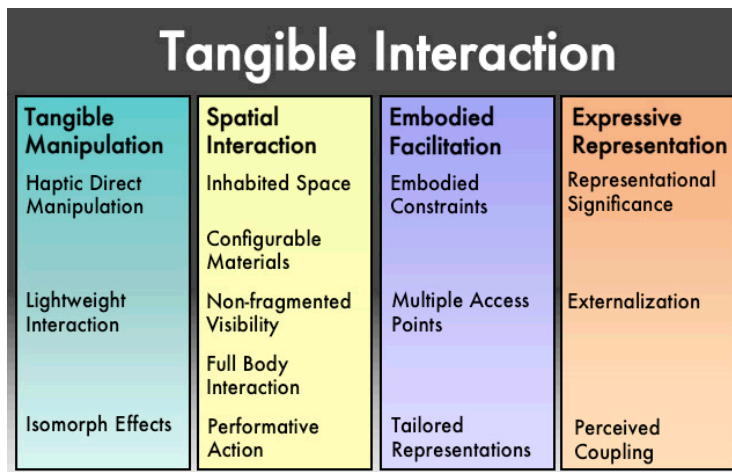 Tangible Interaction
Tangible
Manipulation
Haptic Direct
Manipulation
Lightweight
Interaction
Isomorph Effects
Spatial
Interaction
Inhabited Space
Configurable
Materials
Non-fragmented
Visibility
Full Body
Interaction
Performative
Action
Embodied
Facilitation
Embodied
Constraints
Multiple Access
Points
Tailored
Representations
Expressive
Representation
Representational
Significance
Externalization
Perceived
Coupling